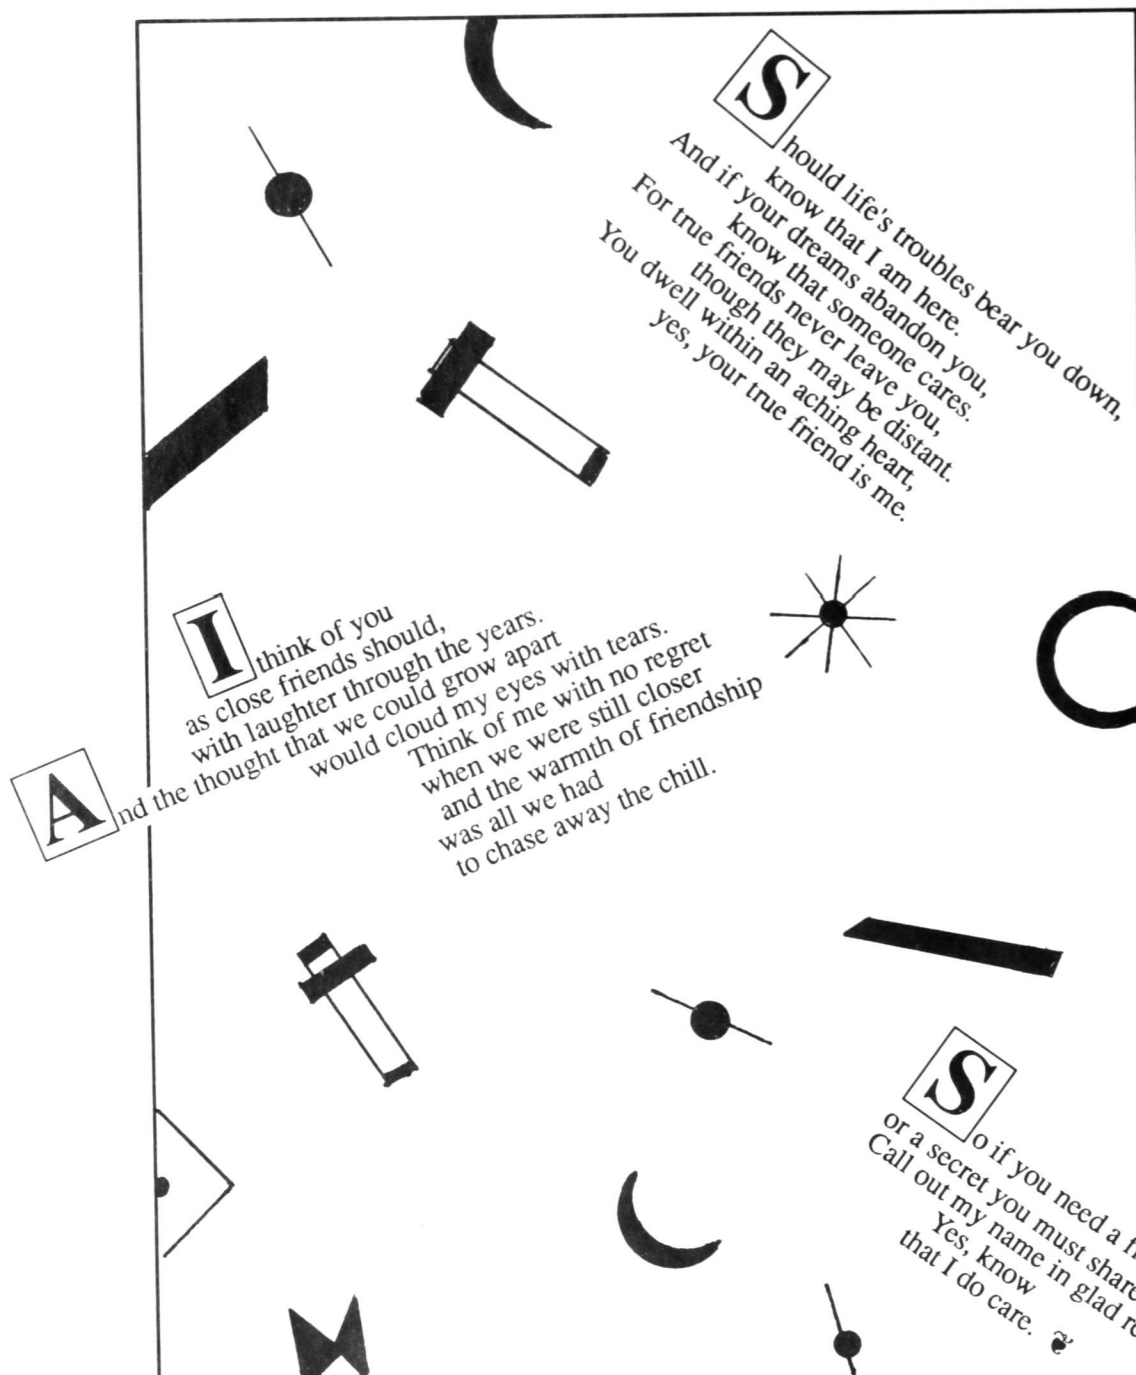 Should life's troubles bear you down,
know that I am here.
And if your dreams abandon you,
know that someone cares.
For true friends never leave you,
though they may be distant.
You dwell within an aching heart,
yes, your true friend is me.
I think of you
as close friends should,
with laughter through the years.
And the thought that we could grow apart
would cloud my eyes with tears.
Think of me with no regret
when we were still closer
and the warmth of friendship
was all we had
to chase away the chill.
So if you need a
or a secret you must share
Call out my name in glad
Yes, know
that I do care.